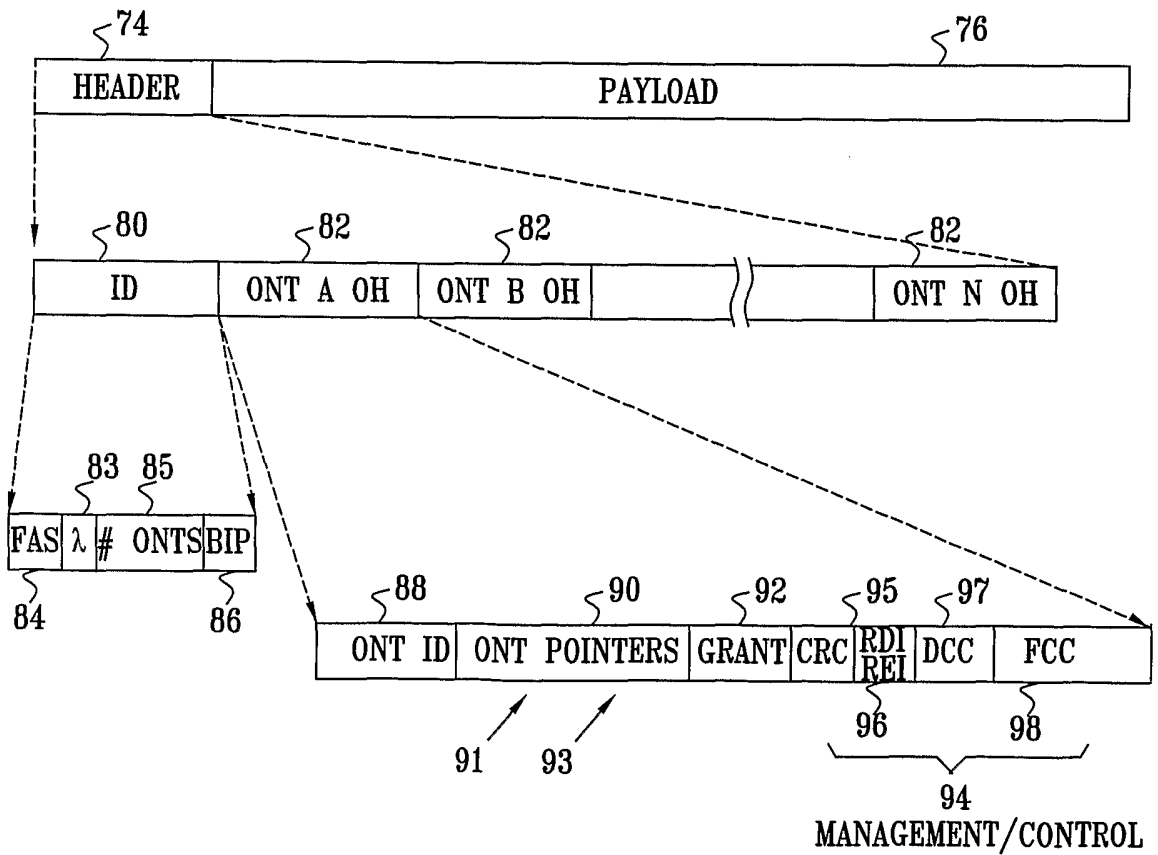 74
76
HEADER
PAYLOAD
80
82
82
82
ID
ONT A OH
ONT B OH
ONT N OH
83
85
FAS
λ
# ONTS
BIP
84
86
88
90
92
95
97
ONT ID
ONT POINTERS
GRANT
CRC
RDI
REI
DCC
FCC
91
93
96
98
94
MANAGEMENT/CONTROL